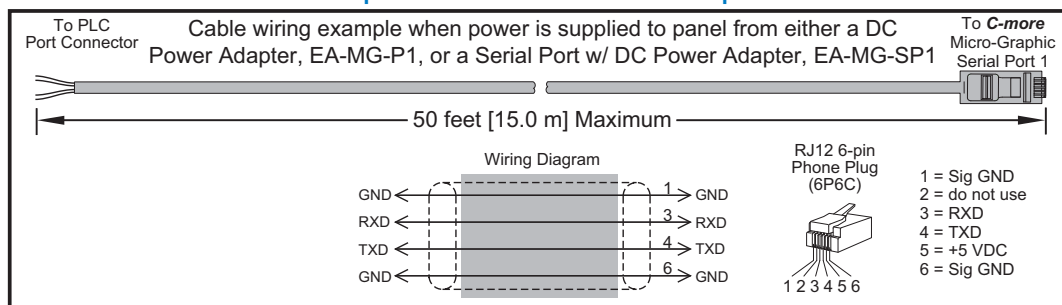 To PLC
Port Connector
Cable wiring example when power is supplied to panel from either a DC
Power Adapter, EA-MG-P1, or a Serial Port w/ DC Power Adapter, EA-MG-SP1
To C-more
Micro-Graphic
Serial Port 1
50 feet [15.0 m] Maximum
Wiring Diagram
GND 1 GND
RXD 3 RXD
TXD 4 TXD
GND 6 GND
RJ12 6-pin
Phone Plug
(6P6C)
1 2 3 4 5 6
1 = Sig GND
2 = do not use
3 = RXD
4 = TXD
5 = +5 VDC
6 = Sig GND